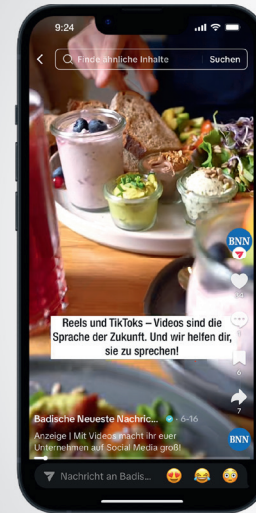 9:24
Finde ähnliche Inhalte
Suchen
BNN
Reels und TikToks – Videos sind die
Sprache der Zukunft. Und wir helfen dir,
sie zu sprechen!
6
7
Badische Neueste Nachric... · 6-16
Anzeige | Mit Videos macht ihr euer
Unternehmen auf Social Media groß!
BNN
Nachricht an Badis...